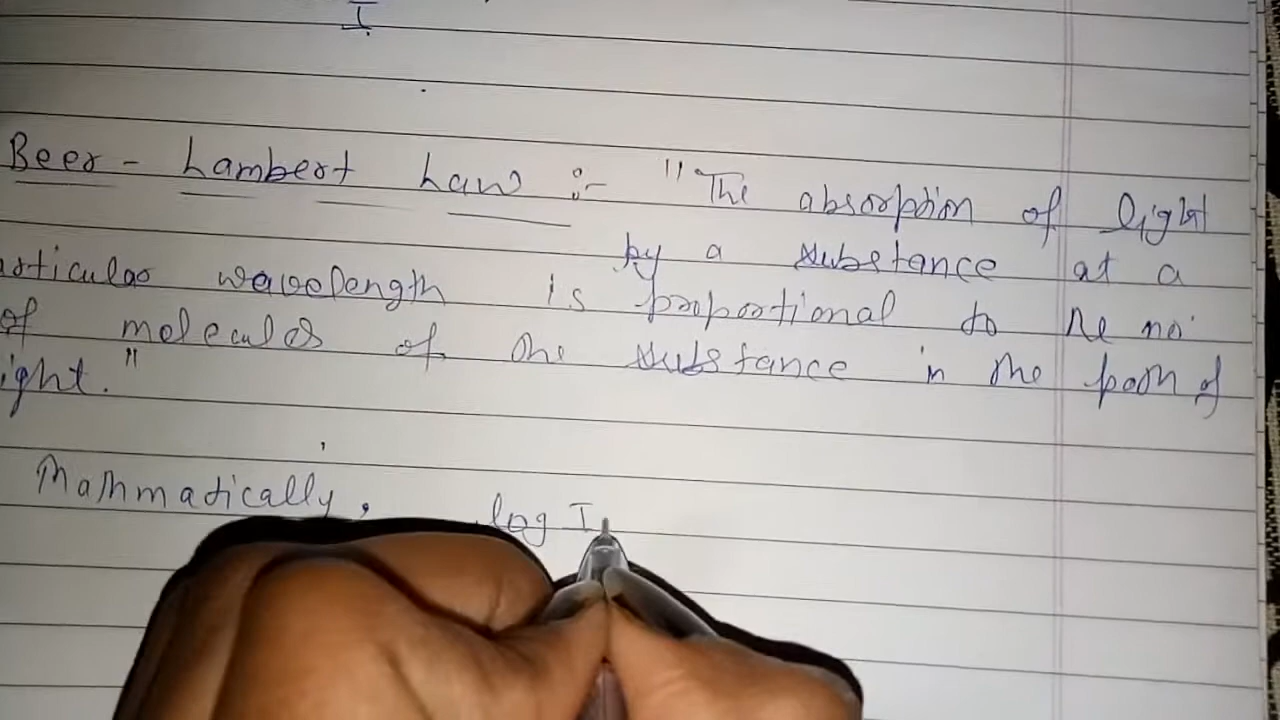 I
Beer - Lambert Law :- "The absorption of light
by a substance at a
articular wavelength is proportional to the no.
of molecules of the substance in the path of
ight."
Mathmatically, log I